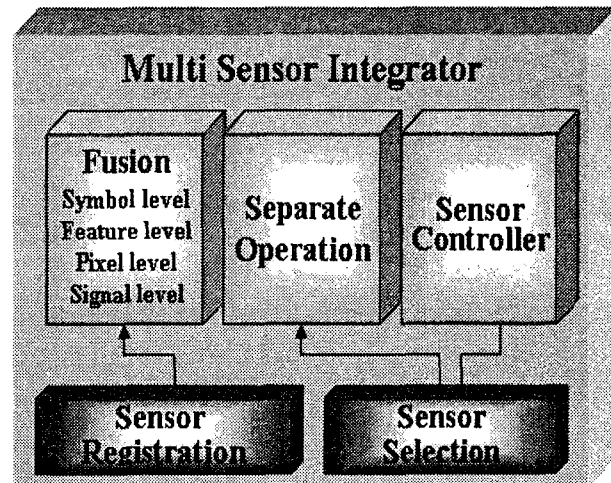 Multi Sensor Integrator
Fusion
Symbol level
Feature level
Pixel level
Signal level
Separate
Operation
Sensor
Controller
Sensor
Registration
Sensor
Selection